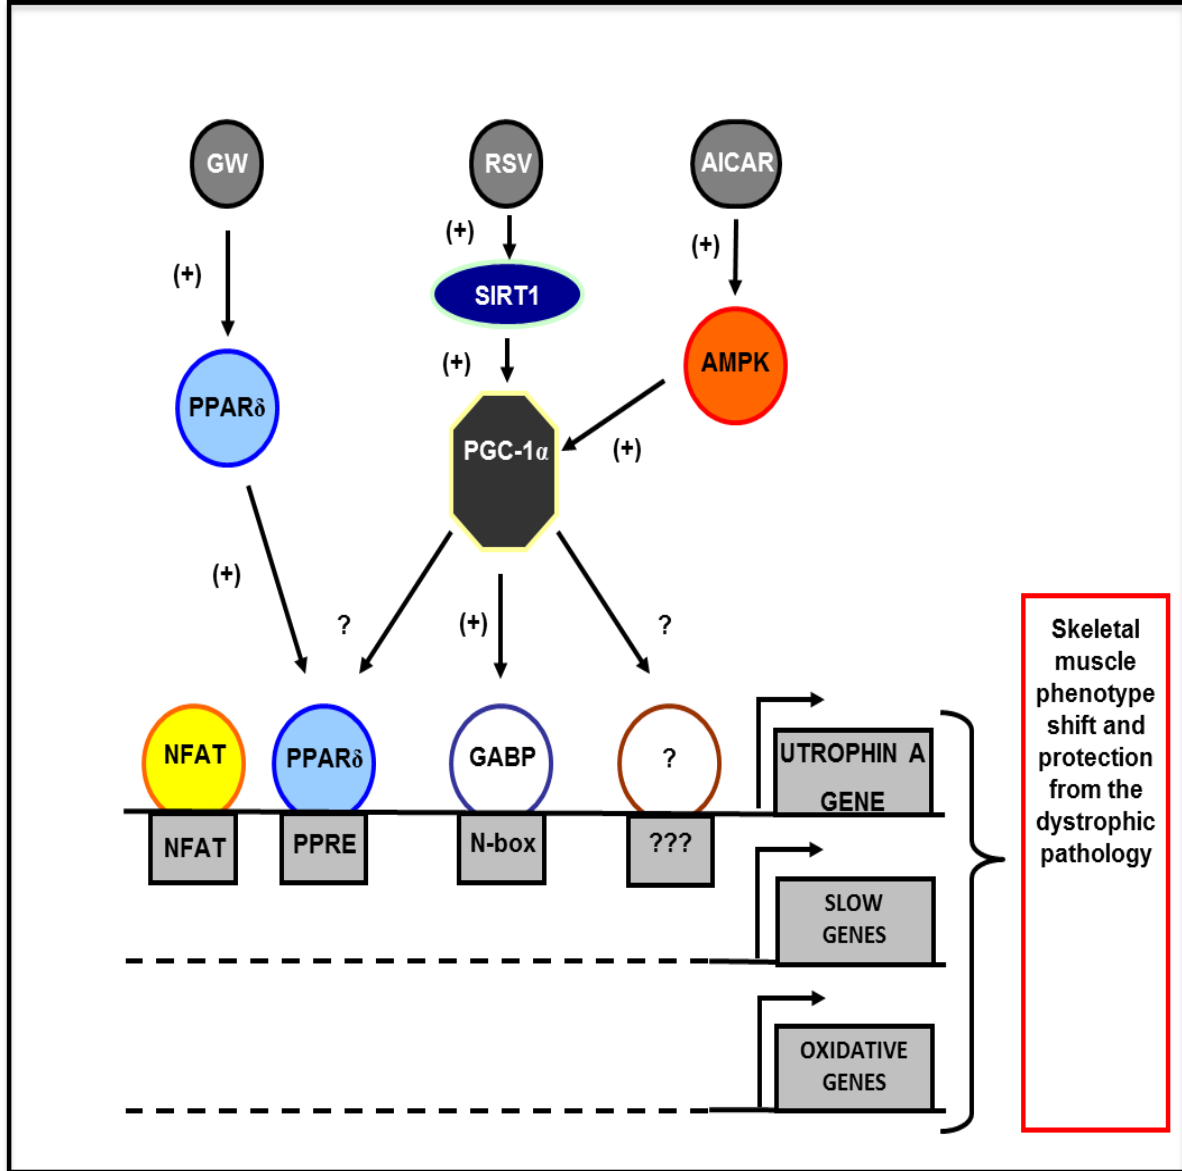 GW
RSV
AICAR
(+)
(+)
(+)
SIRT1
(+)
AMPK
PPARδ
PGC-1α
(+)
(+)
?
(+)
?
NFAT
PPARδ
GABP
?
UTROPHIN A
GENE
NFAT
PPRE
N-box
???
SLOW
GENES
OXIDATIVE
GENES
Skeletal
muscle
phenotype
shift and
protection
from the
dystrophic
pathology